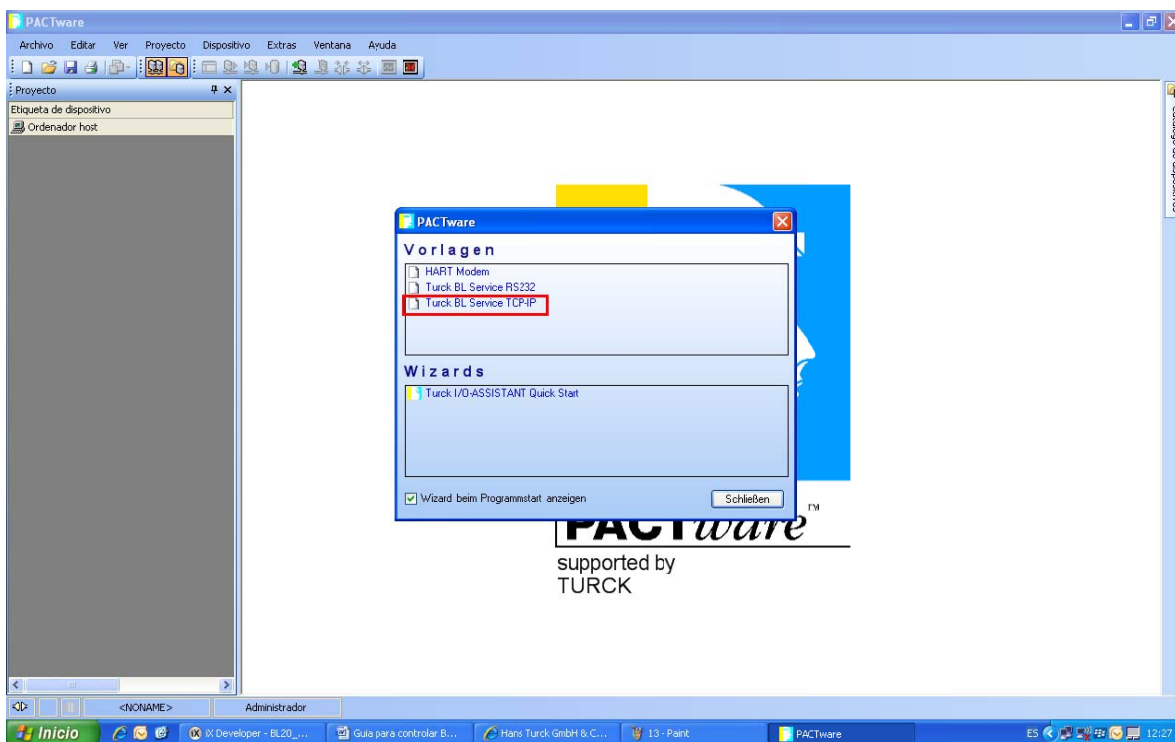 PACTware
Archivo Editar Ver Proyecto Dispositivo Extras Ventana Ayuda
Proyecto
Etiqueta de dispositivo
Ordenador host
PACTware
Vorlagen
HART Modem
Turck BL Service RS232
Turck BL Service TCP-IP
Wizards
Turck I/O-ASSISTANT Quick Start
Wizard beim Programmstart anzeigen
Schließen
PACTware™
supported by
TURCK
<NONAME> Administrador
Inicio iX Developer - BL20_... Guia para controlar B... Hans Turck GmbH & C... 13 - Paint PACTware ES 12:27